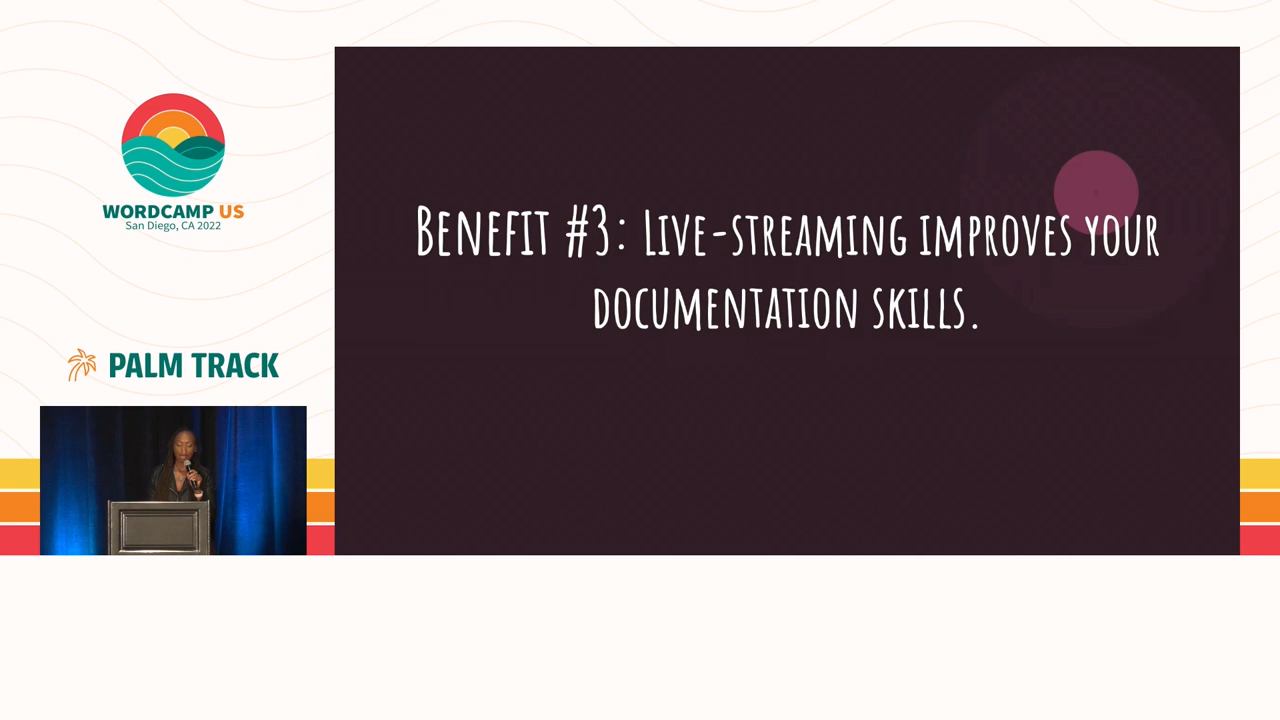 WORDCAMP US
San Diego, CA 2022
PALM TRACK
Benefit #3: Live-streaming improves your
documentation skills.